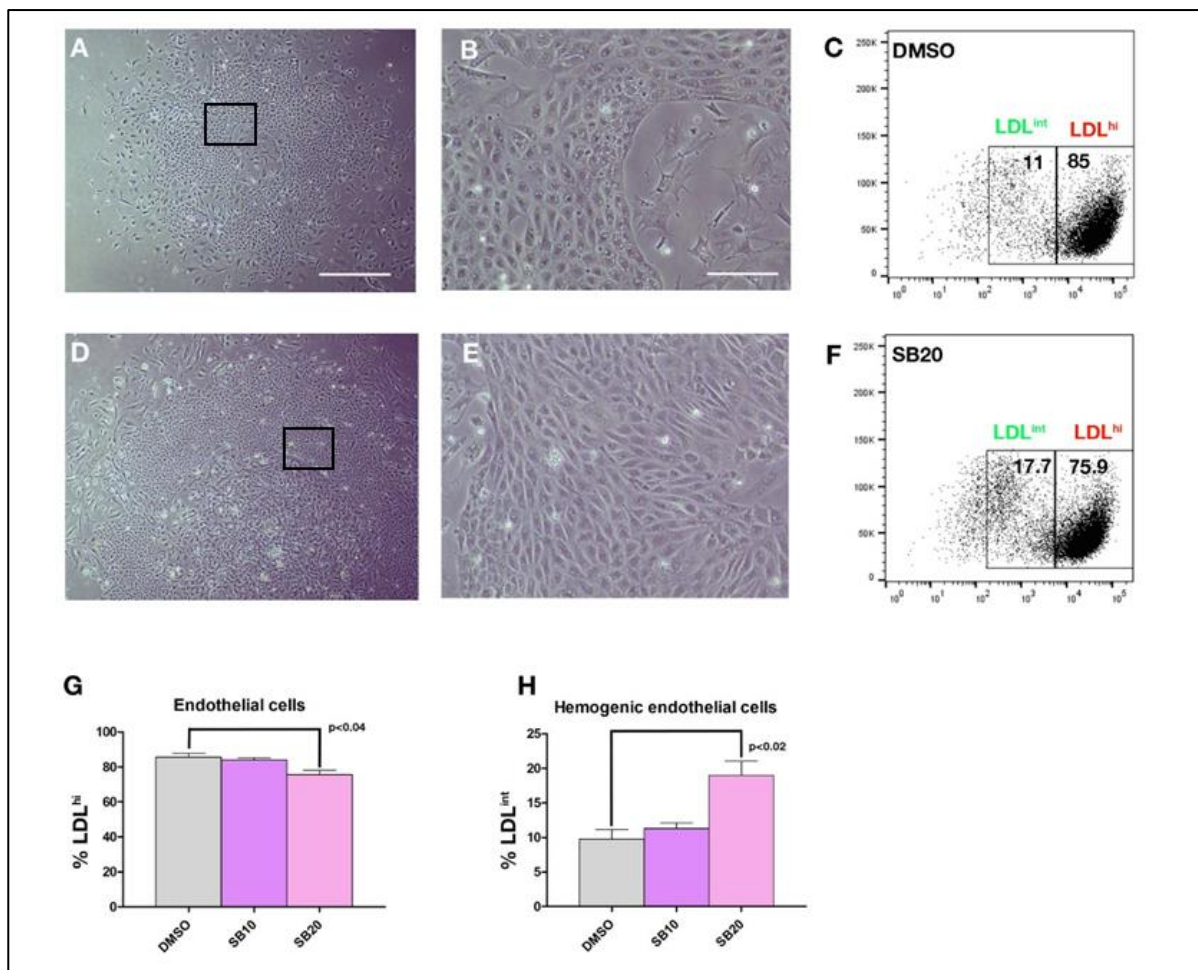 A
B
C
DMSO
250K
200K
150K
100K
50K
0
LDL^int
LDL^hi
11
85
10^0
10^1
10^2
10^3
10^4
10^5
D
E
F
SB20
250K
200K
150K
100K
50K
0
LDL^int
LDL^hi
17.7
75.9
10^0
10^1
10^2
10^3
10^4
10^5
G
Endothelial cells
% LDL^hi
100
80
60
40
20
0
p<0.04
DMSO
SB10
SB20
H
Hemogenic endothelial cells
% LDL^int
25
20
15
10
5
0
p<0.02
DMSO
SB10
SB20